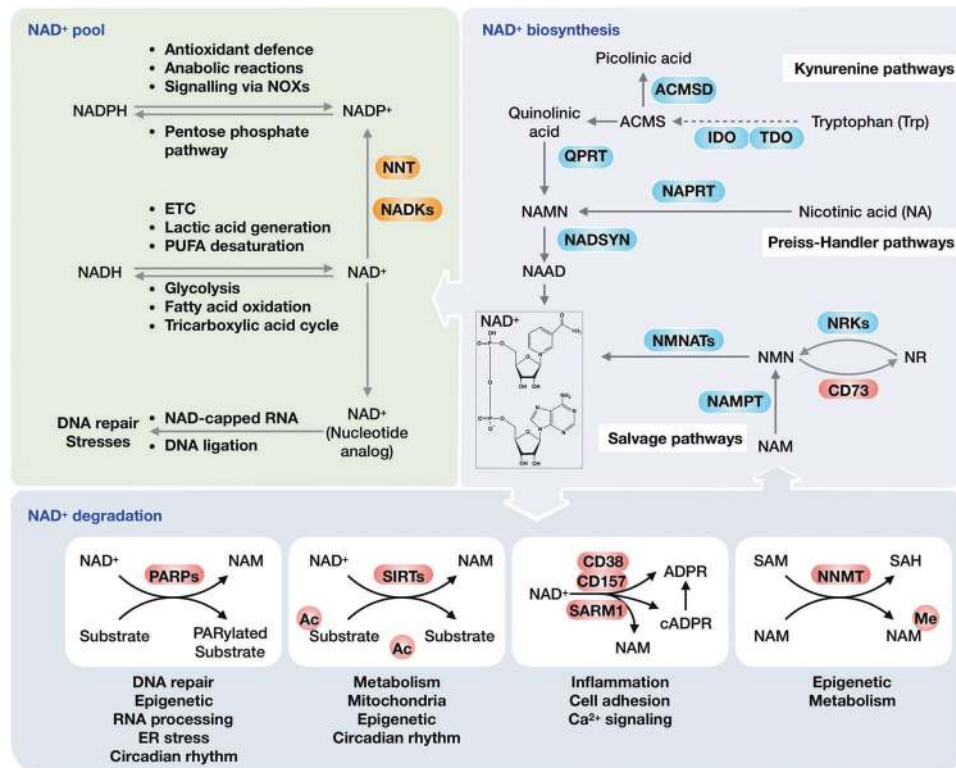 NAD⁺ pool
• Antioxidant defence
• Anabolic reactions
• Signalling via NOXs
NADPH
NADP⁺
• Pentose phosphate
pathway
NNT
NADKs
• ETC
• Lactic acid generation
• PUFA desaturation
NADH
NAD⁺
• Glycolysis
• Fatty acid oxidation
• Tricarboxylic acid cycle
DNA repair
Stresses
• NAD-capped RNA
• DNA ligation
NAD⁺
(Nucleotide
analog)
NAD⁺ biosynthesis
Picolinic acid
Kynurenine pathways
ACMSD
Quinolinic
acid
ACMS
Tryptophan (Trp)
IDO
TDO
QPRT
NAPRT
NAMN
Nicotinic acid (NA)
NADSYN
Preiss-Handler pathways
NAAD
NAD⁺
NMNATs
NRKs
NMN
NR
CD73
NAMPT
Salvage pathways
NAM
NAD⁺ degradation
NAD⁺
NAM
PARPs
Substrate
PARylated
Substrate
DNA repair
Epigenetic
RNA processing
ER stress
Circadian rhythm
NAD⁺
NAM
SIRTs
Ac
Substrate
Ac
Substrate
Metabolism
Mitochondria
Epigenetic
Circadian rhythm
CD38
CD157
SARM1
NAD⁺
ADPR
cADPR
NAM
Inflammation
Cell adhesion
Ca²⁺ signaling
SAM
SAH
NNMT
NAM
NAM
Me
Epigenetic
Metabolism